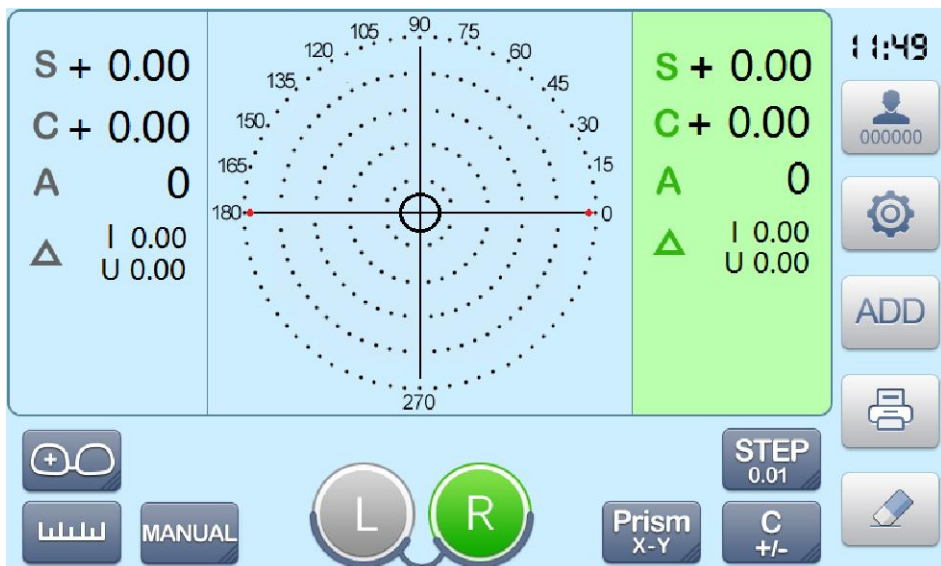 S + 0.00
C + 0.00
A 0
Δ I 0.00
U 0.00
90
105 75
120 60
135 45
150 30
165 15
180 0
270
S + 0.00
C + 0.00
A 0
Δ I 0.00
U 0.00
11:49
000000
ADD
STEP
0.01
MANUAL
L R
Prism
X-Y
C
+/-